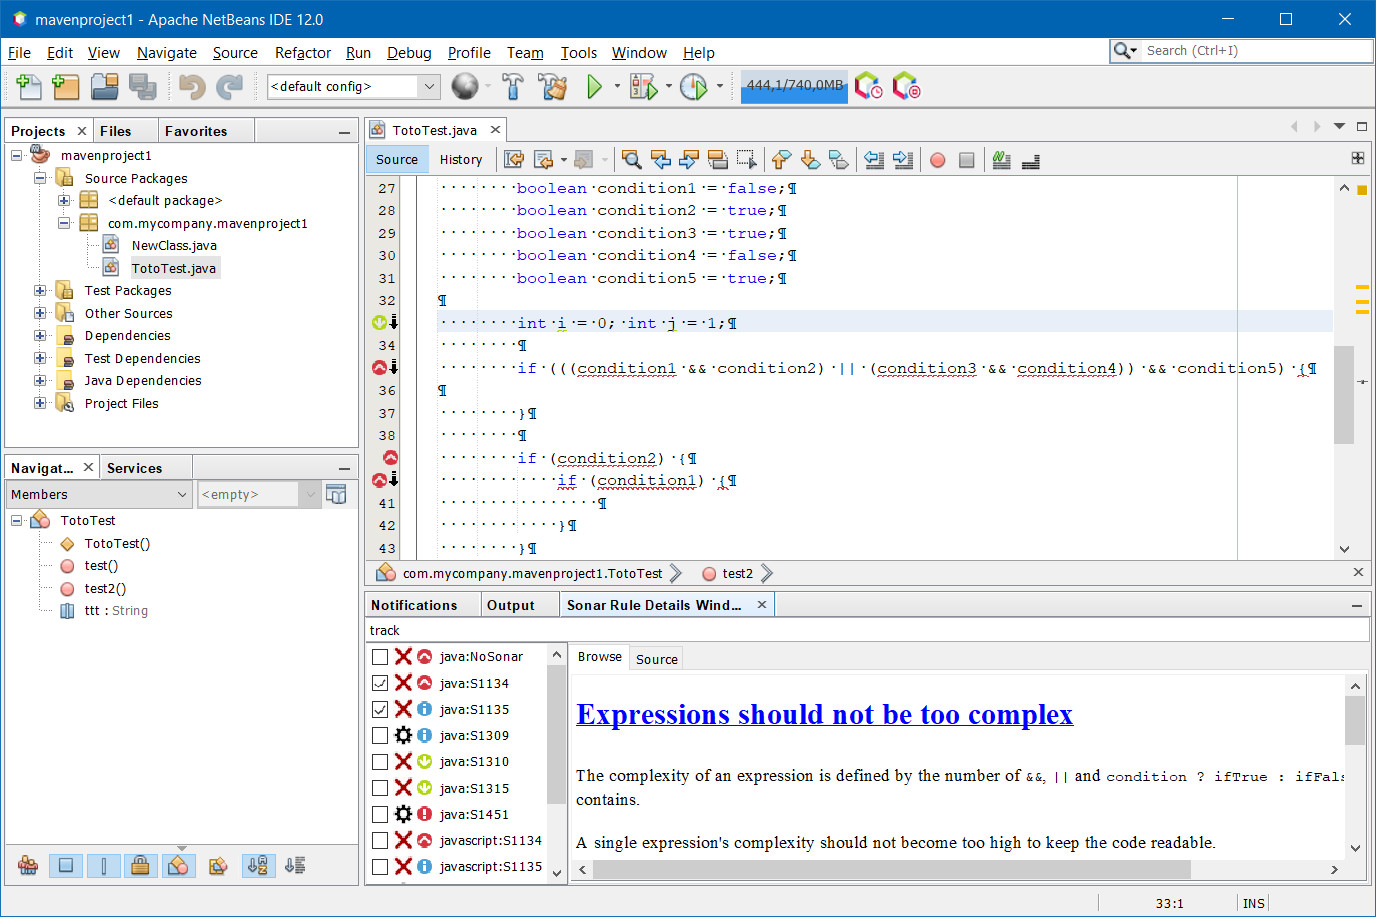 mavenproject1 - Apache NetBeans IDE 12.0
File Edit View Navigate Source Refactor Run Debug Profile Team Tools Window Help
Search (Ctrl+I)
<default config>
444,1/740,0MB
Projects Files Favorites
mavenproject1
Source Packages
<default package>
com.mycompany.mavenproject1
NewClass.java
TotoTest.java
Test Packages
Other Sources
Dependencies
Test Dependencies
Java Dependencies
Project Files
Navigat... Services
Members
<empty>
TotoTest
TotoTest()
test()
test2()
ttt : String
TotoTest.java
Source History
27 ········boolean·condition1·=·false;¶
28 ········boolean·condition2·=·true;¶
29 ········boolean·condition3·=·true;¶
30 ········boolean·condition4·=·false;¶
31 ········boolean·condition5·=·true;¶
32 ¶
········int·i·=·0;·int·j·=·1;¶
34 ········¶
········if·(((condition1·&&·condition2)·||·(condition3·&&·condition4))·&&·condition5)·{¶
36 ¶
37 ········}¶
38 ········¶
········if·(condition2)·{¶
············if·(condition1)·{¶
41 ················¶
42 ············}¶
43 ········}¶
com.mycompany.mavenproject1.TotoTest test2
Notifications Output Sonar Rule Details Wind...
track
java:NoSonar
java:S1134
java:S1135
java:S1309
java:S1310
java:S1315
java:S1451
javascript:S1134
javascript:S1135
Browse Source
Expressions should not be too complex
The complexity of an expression is defined by the number of &&, || and condition ? ifTrue : ifFals
contains.
A single expression's complexity should not become too high to keep the code readable.
33:1 INS